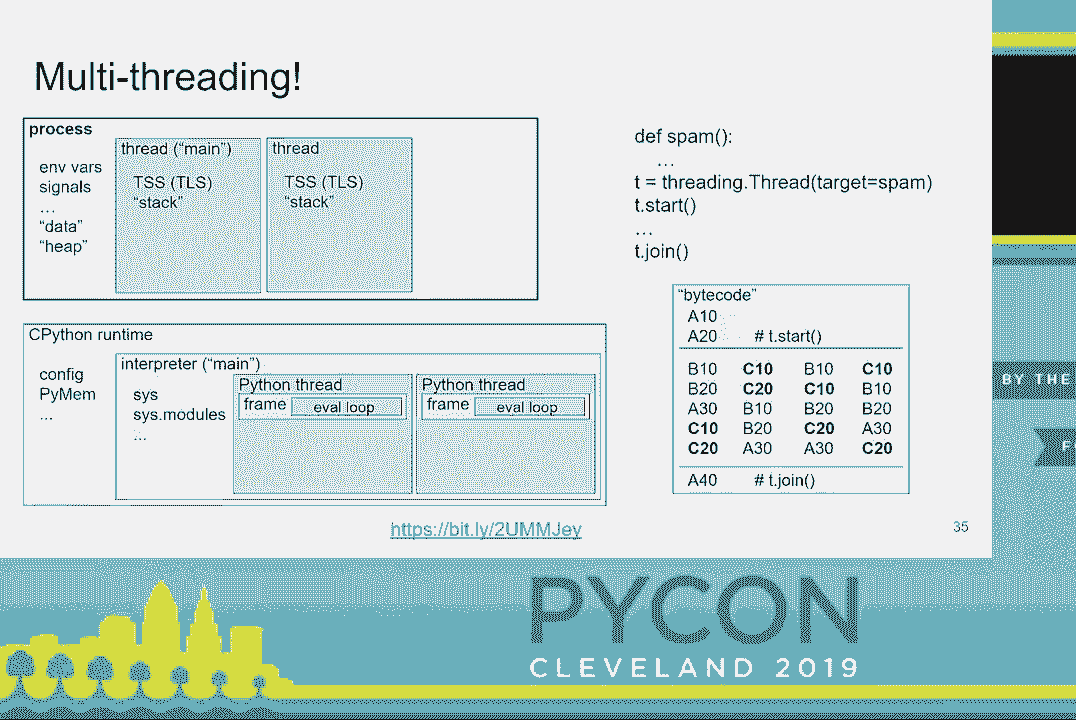 Multi-threading!
process
env vars
signals
…
“data”
“heap”
thread (“main”)
TSS (TLS)
“stack”
thread
TSS (TLS)
“stack”
CPython runtime
config
PyMem
…
interpreter (“main”)
sys
sys.modules
…
Python thread
frame
eval loop
Python thread
frame
eval loop
def spam():
…
t = threading.Thread(target=spam)
t.start()
…
t.join()
“bytecode”
A10
A20 # t.start()
B10 C10 B10 C10
B20 C20 C10 B10
A30 B10 B20 B20
C10 B20 C20 A30
C20 A30 A30 C20
A40 # t.join()
https://bit.ly/2UMMJey
35
BY THE
F
PYCON
CLEVELAND 2019